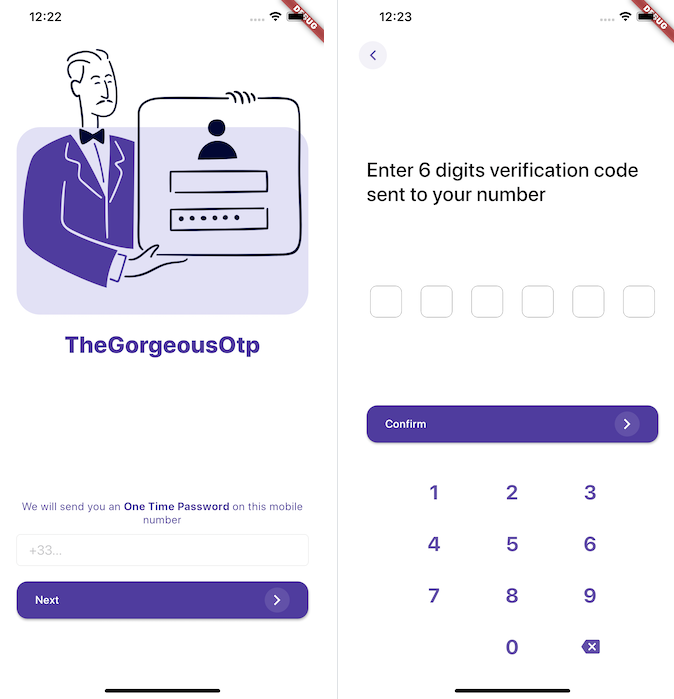 12:22
DEBUG
TheGorgeousOtp
We will send you an One Time Password on this mobile
number
+33...
Next
12:23
DEBUG
Enter 6 digits verification code
sent to your number
Confirm
1 2 3
4 5 6
7 8 9
0